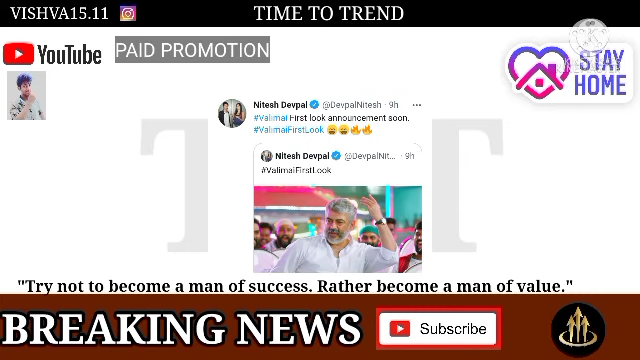 VISHVA15.11
TIME TO TREND
YouTube
PAID PROMOTION
STAY
HOME
Nitesh Devpal @DevpalNitesh · 9h
#Valimai First look announcement soon.
#ValimaiFirstLook 😄😄🔥🔥
Nitesh Devpal @DevpalNit... · 9h
#ValimaiFirstLook
T T
"Try not to become a man of success. Rather become a man of value."
BREAKING NEWS
Subscribe